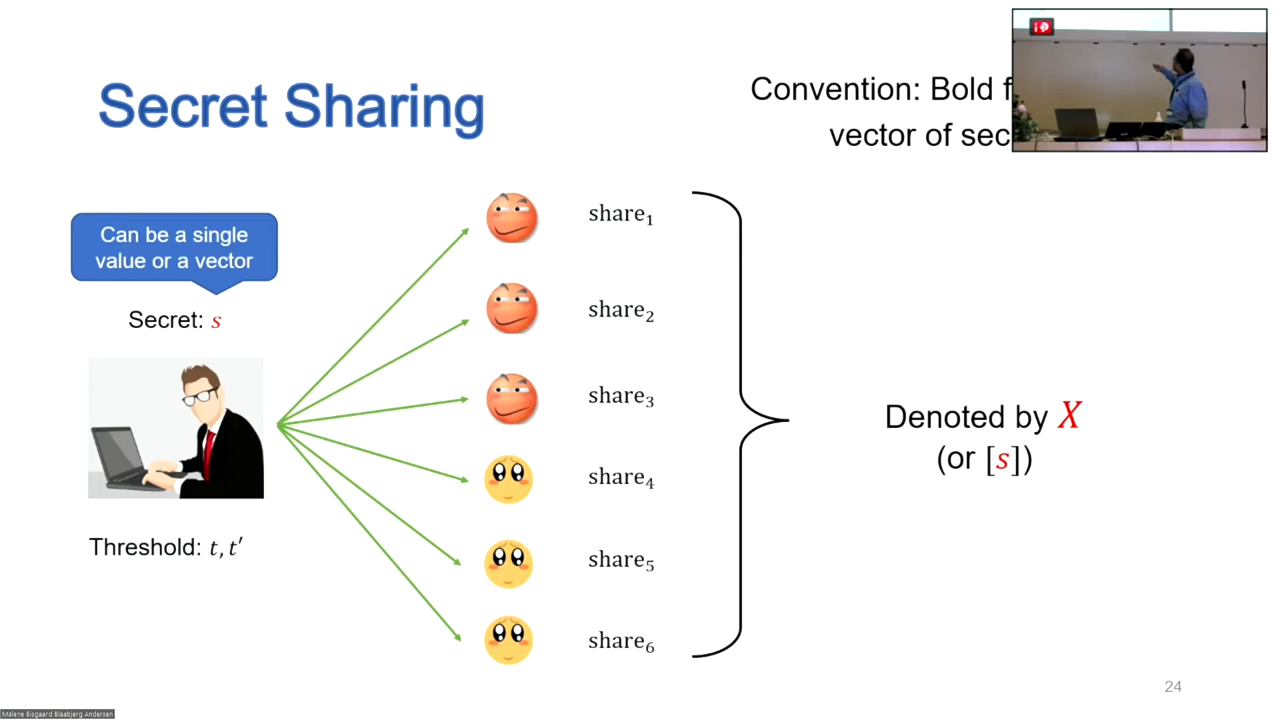 Secret Sharing
Convention: Bold
vector of
Can be a single
value or a vector
Secret: s
Threshold: t, t′
share₁
share₂
share₃
share₄
share₅
share₆
Denoted by X
(or [s])
24
Malene Bisgaard Blaabjerg Andersen